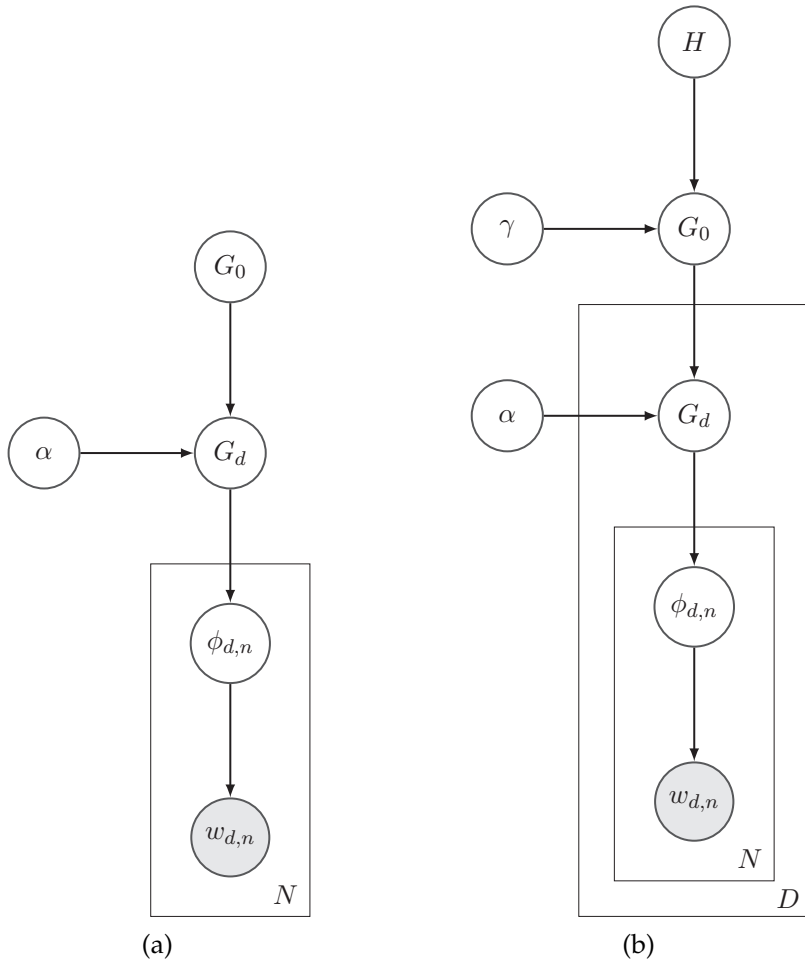 G₀
α
G_d
ϕ_{d,n}
w_{d,n}
N
(a)
H
γ
G₀
α
G_d
ϕ_{d,n}
w_{d,n}
N
D
(b)